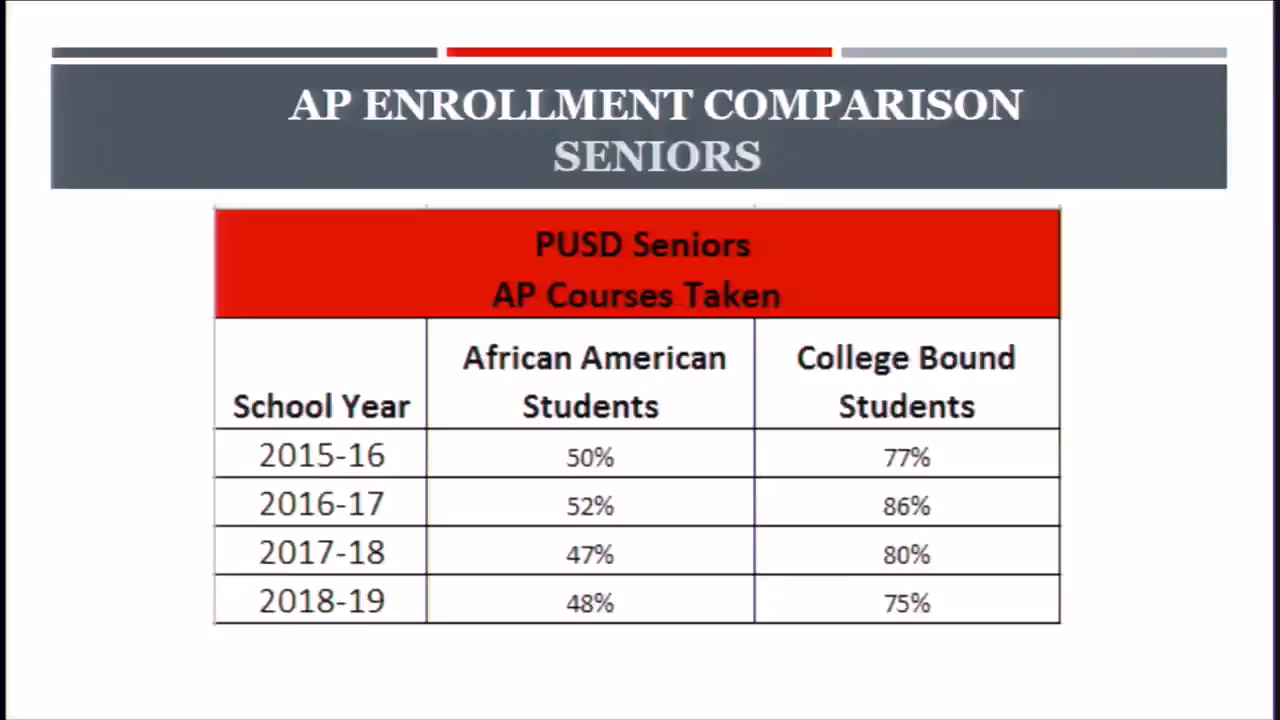 AP ENROLLMENT COMPARISON
SENIORS
PUSD Seniors
AP Courses Taken
School Year African American Students College Bound Students
2015-16 50% 77%
2016-17 52% 86%
2017-18 47% 80%
2018-19 48% 75%